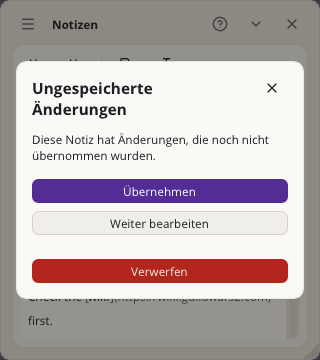 Notizen
Ungespeicherte
Änderungen
Diese Notiz hat Änderungen, die noch nicht
übernommen wurden.
Übernehmen
Weiter bearbeiten
Verwerfen
first.